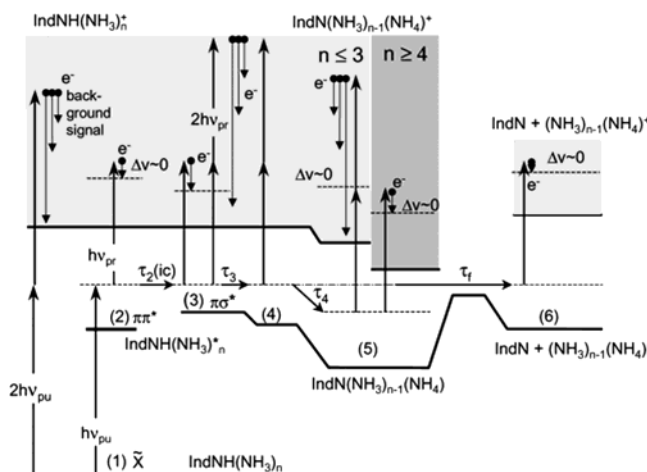 IndNH(NH₃)ₙ⁺
IndN(NH₃)ₙ₋₁(NH₄)⁺
n ≤ 3
n ≥ 4
e⁻
back-
ground
signal
2hνpr
e⁻
e⁻
IndN + (NH₃)ₙ₋₁(NH₄)⁺
e⁻
Δv~0
e⁻
Δv~0
e⁻
Δv~0
Δv~0
e⁻
hνpr
τ₂(ic)
τ₃
τ₄
τf
(2) ππ*
(3) πσ*
(4)
(5)
(6)
IndNH(NH₃)*ₙ
IndN(NH₃)ₙ₋₁(NH₄)
IndN + (NH₃)ₙ₋₁(NH₄)
2hνpu
hνpu
(1) X̃
IndNH(NH₃)ₙ